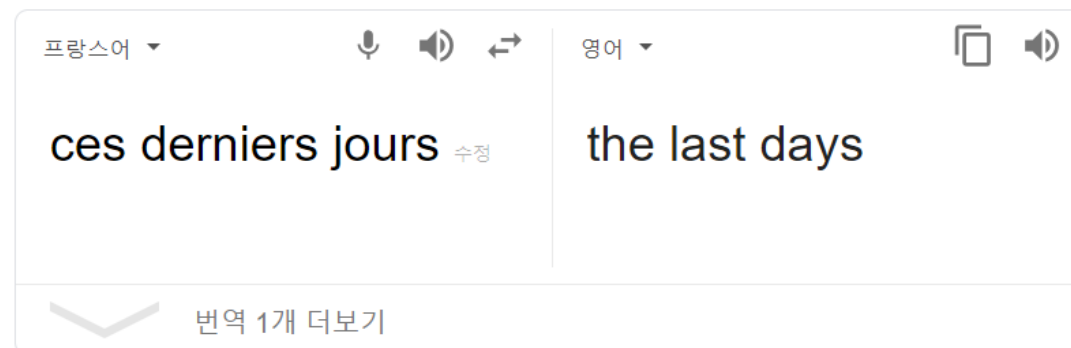 프랑스어 영어
ces derniers jours 수정
the last days
번역 1개 더보기